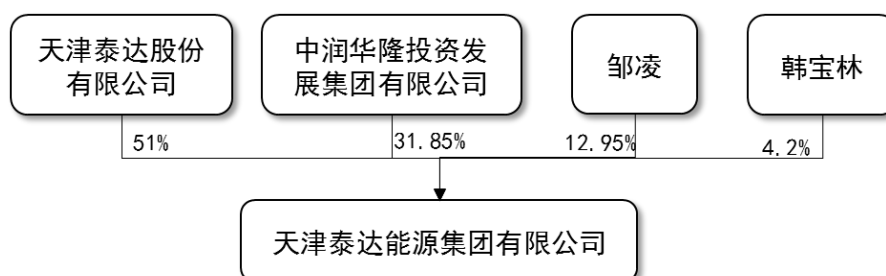 天津泰达股份
有限公司
中润华隆投资发
展集团有限公司
邹凌
韩宝林
51%
31.85%
12.95%
4.2%
天津泰达能源集团有限公司